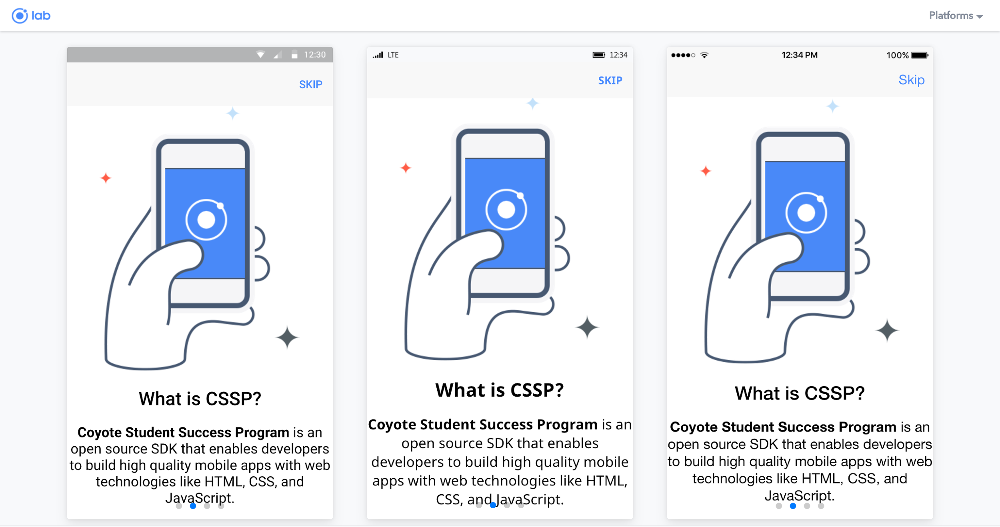 lab
Platforms
12:30
SKIP
What is CSSP?
Coyote Student Success Program is an
open source SDK that enables developers
to build high quality mobile apps with web
technologies like HTML, CSS, and
JavaScript.
LTE
12:34
SKIP
What is CSSP?
Coyote Student Success Program is an
open source SDK that enables
developers to build high quality mobile
apps with web technologies like HTML,
CSS, and JavaScript.
12:34 PM
100%
Skip
What is CSSP?
Coyote Student Success Program is an
open source SDK that enables developers
to build high quality mobile apps with web
technologies like HTML, CSS, and
JavaScript.